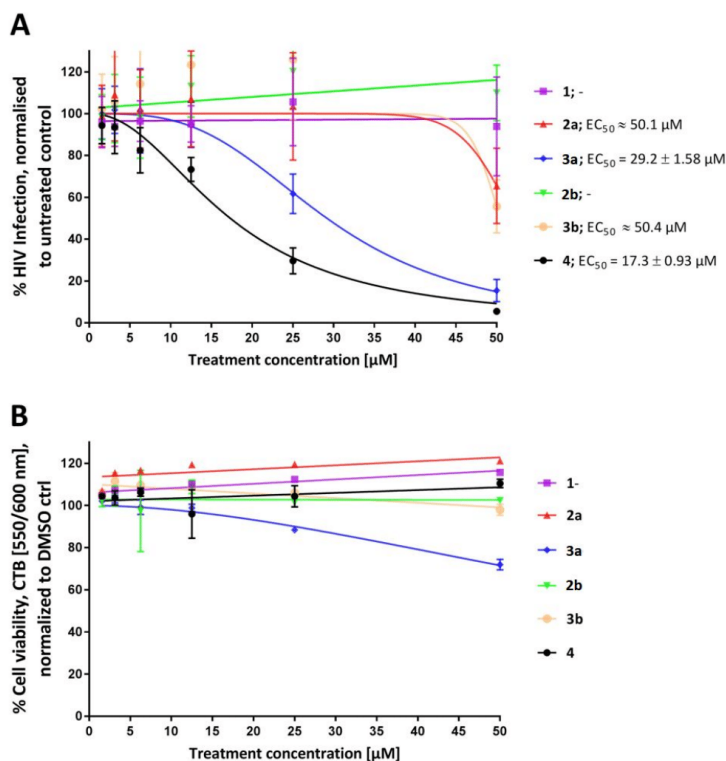 A
% HIV Infection, normalised
to untreated control
120
100
80
60
40
20
0
0 5 10 15 20 25 30 35 40 45 50
Treatment concentration [µM]
1; -
2a; EC50 ≈ 50.1 µM
3a; EC50 = 29.2 ± 1.58 µM
2b; -
3b; EC50 ≈ 50.4 µM
4; EC50 = 17.3 ± 0.93 µM
B
% Cell viability, CTB [550/600 nm],
normalized to DMSO ctrl
120
100
80
60
40
20
0
0 5 10 15 20 25 30 35 40 45 50
Treatment concentration [µM]
1-
2a
3a
2b
3b
4